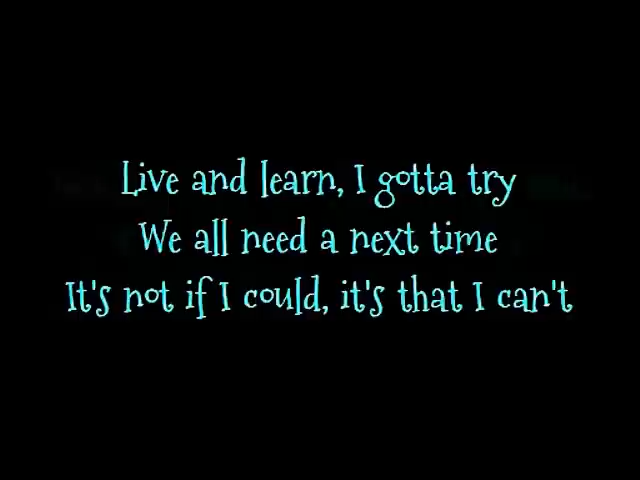 Live and learn, I gotta try
We all need a next time
It's not if I could, it's that I can't